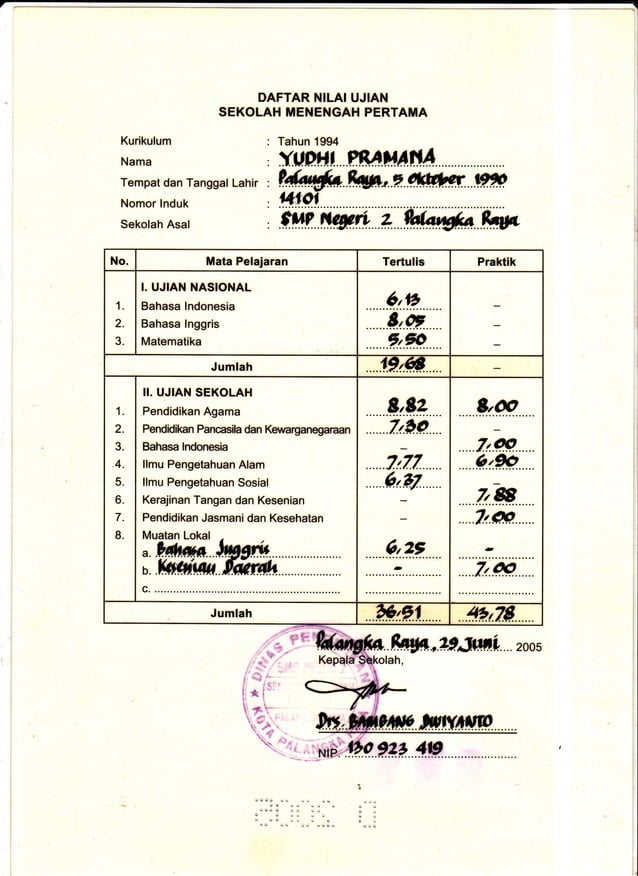 DAFTAR NILAI UJIAN
SEKOLAH MENENGAH PERTAMA
Kurikulum : Tahun 1994
Nama : YUDHI PRAMANA
Tempat dan Tanggal Lahir : Palangka Raya, 5 Oktober 1990
Nomor Induk : 14101
Sekolah Asal : SMP Negeri 2 Palangka Raya
No. Mata Pelajaran Tertulis Praktik
I. UJIAN NASIONAL
1. Bahasa Indonesia 6,13 –
2. Bahasa Inggris 8,05 –
3. Matematika 5,50 –
Jumlah 19,68 –
II. UJIAN SEKOLAH
1. Pendidikan Agama 8,82 8,00
2. Pendidikan Pancasila dan Kewarganegaraan 7,30 –
3. Bahasa Indonesia – 7,00
4. Ilmu Pengetahuan Alam 7,77 6,90
5. Ilmu Pengetahuan Sosial 6,37 –
6. Kerajinan Tangan dan Kesenian – 7,88
7. Pendidikan Jasmani dan Kesehatan – 7,00
8. Muatan Lokal
a. Bahasa Inggris 6,25 -
b. Kesenian Daerah - 7,00
c.
Jumlah 36,51 43,78
Palangka Raya, 29 Juni 2005
Kepala Sekolah,
Drs. BAMBANG DWIYANTO
NIP. 130 923 419
DINAS
KOTA PALANGKA